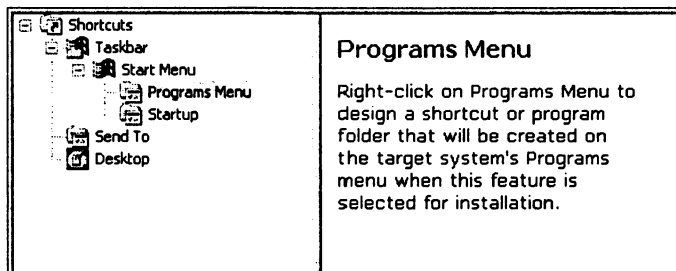 Shortcuts
Taskbar
Start Menu
Programs Menu
Startup
Send To
Desktop
Programs Menu
Right-click on Programs Menu to
design a shortcut or program
folder that will be created on
the target system's Programs
menu when this feature is
selected for installation.